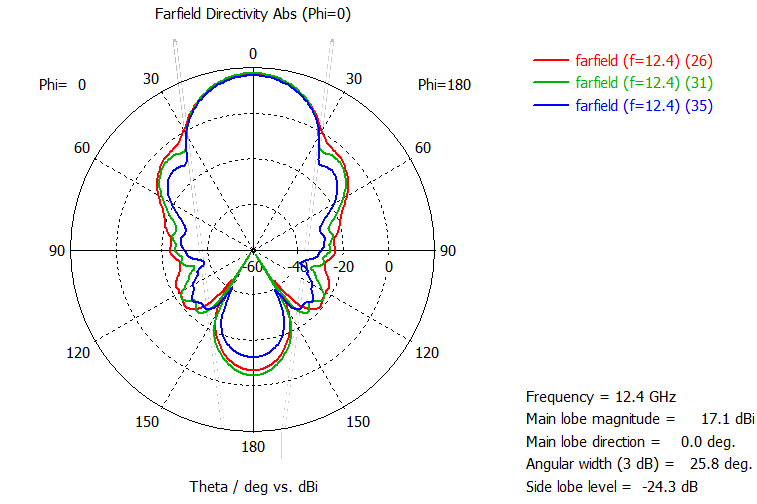 Farfield Directivity Abs (Phi=0)
Phi= 0
30
0
30
Phi=180
60
60
90
-60
-40
-20
0
90
120
120
150
150
180
Theta / deg vs. dBi
farfield (f=12.4) (26)
farfield (f=12.4) (31)
farfield (f=12.4) (35)
Frequency = 12.4 GHz
Main lobe magnitude = 17.1 dBi
Main lobe direction = 0.0 deg.
Angular width (3 dB) = 25.8 deg.
Side lobe level = -24.3 dB